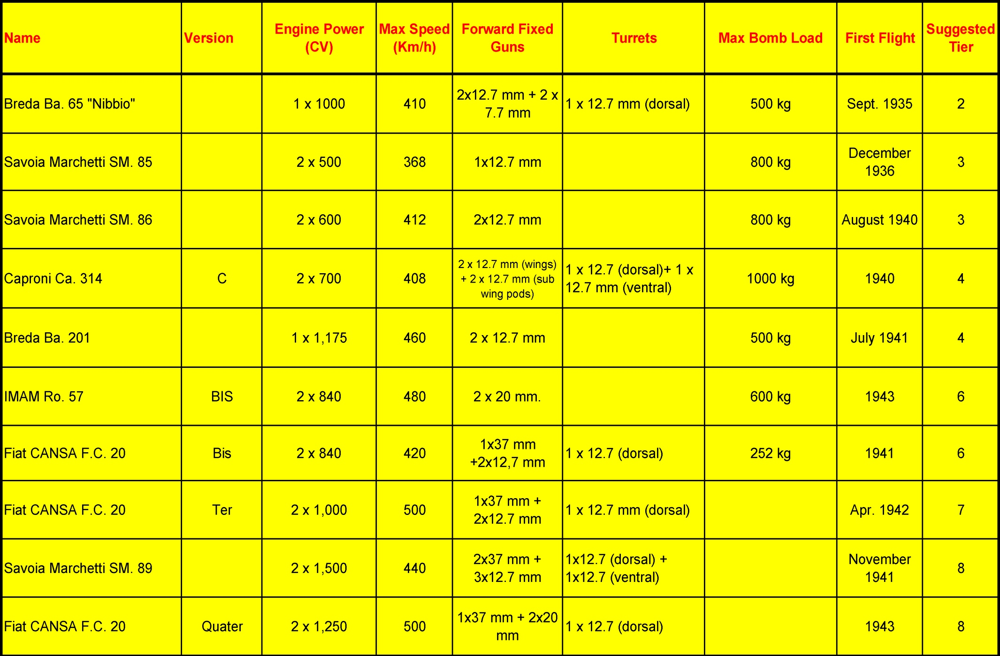 Name Version Engine Power (CV) Max Speed (Km/h) Forward Fixed Guns Turrets Max Bomb Load First Flight Suggested Tier
Breda Ba. 65 "Nibbio" 1 x 1000 410 2x12.7 mm + 2 x 7.7 mm 1 x 12.7 mm (dorsal) 500 kg Sept. 1935 2
Savoia Marchetti SM. 85 2 x 500 368 1x12.7 mm 800 kg December 1936 3
Savoia Marchetti SM. 86 2 x 600 412 2x12.7 mm 800 kg August 1940 3
Caproni Ca. 314 C 2 x 700 408 2 x 12.7 mm (wings) + 2 x 12.7 mm (sub wing pods) 1 x 12.7 (dorsal)+ 1 x 12.7 mm (ventral) 1000 kg 1940 4
Breda Ba. 201 1 x 1,175 460 2 x 12.7 mm 500 kg July 1941 4
IMAM Ro. 57 BIS 2 x 840 480 2 x 20 mm. 600 kg 1943 6
Fiat CANSA F.C. 20 Bis 2 x 840 420 1x37 mm +2x12,7 mm 1 x 12.7 (dorsal) 252 kg 1941 6
Fiat CANSA F.C. 20 Ter 2 x 1,000 500 1x37 mm + 2x12.7 mm 1 x 12.7 mm (dorsal) Apr. 1942 7
Savoia Marchetti SM. 89 2 x 1,500 440 2x37 mm + 3x12.7 mm 1x12.7 (dorsal) + 1x12.7 (ventral) November 1941 8
Fiat CANSA F.C. 20 Quater 2 x 1,250 500 1x37 mm + 2x20 mm 1 x 12.7 (dorsal) 1943 8